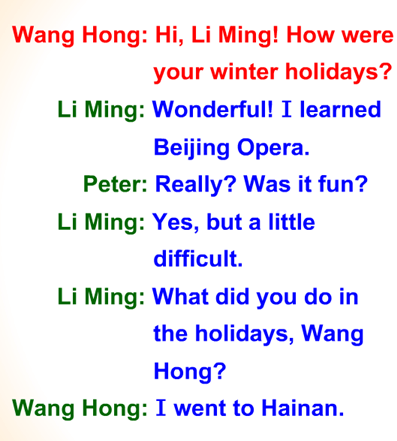 Wang Hong: Hi, Li Ming! How were
your winter holidays?
Li Ming: Wonderful! I learned
Beijing Opera.
Peter: Really? Was it fun?
Li Ming: Yes, but a little
difficult.
Li Ming: What did you do in
the holidays, Wang
Hong?
Wang Hong: I went to Hainan.